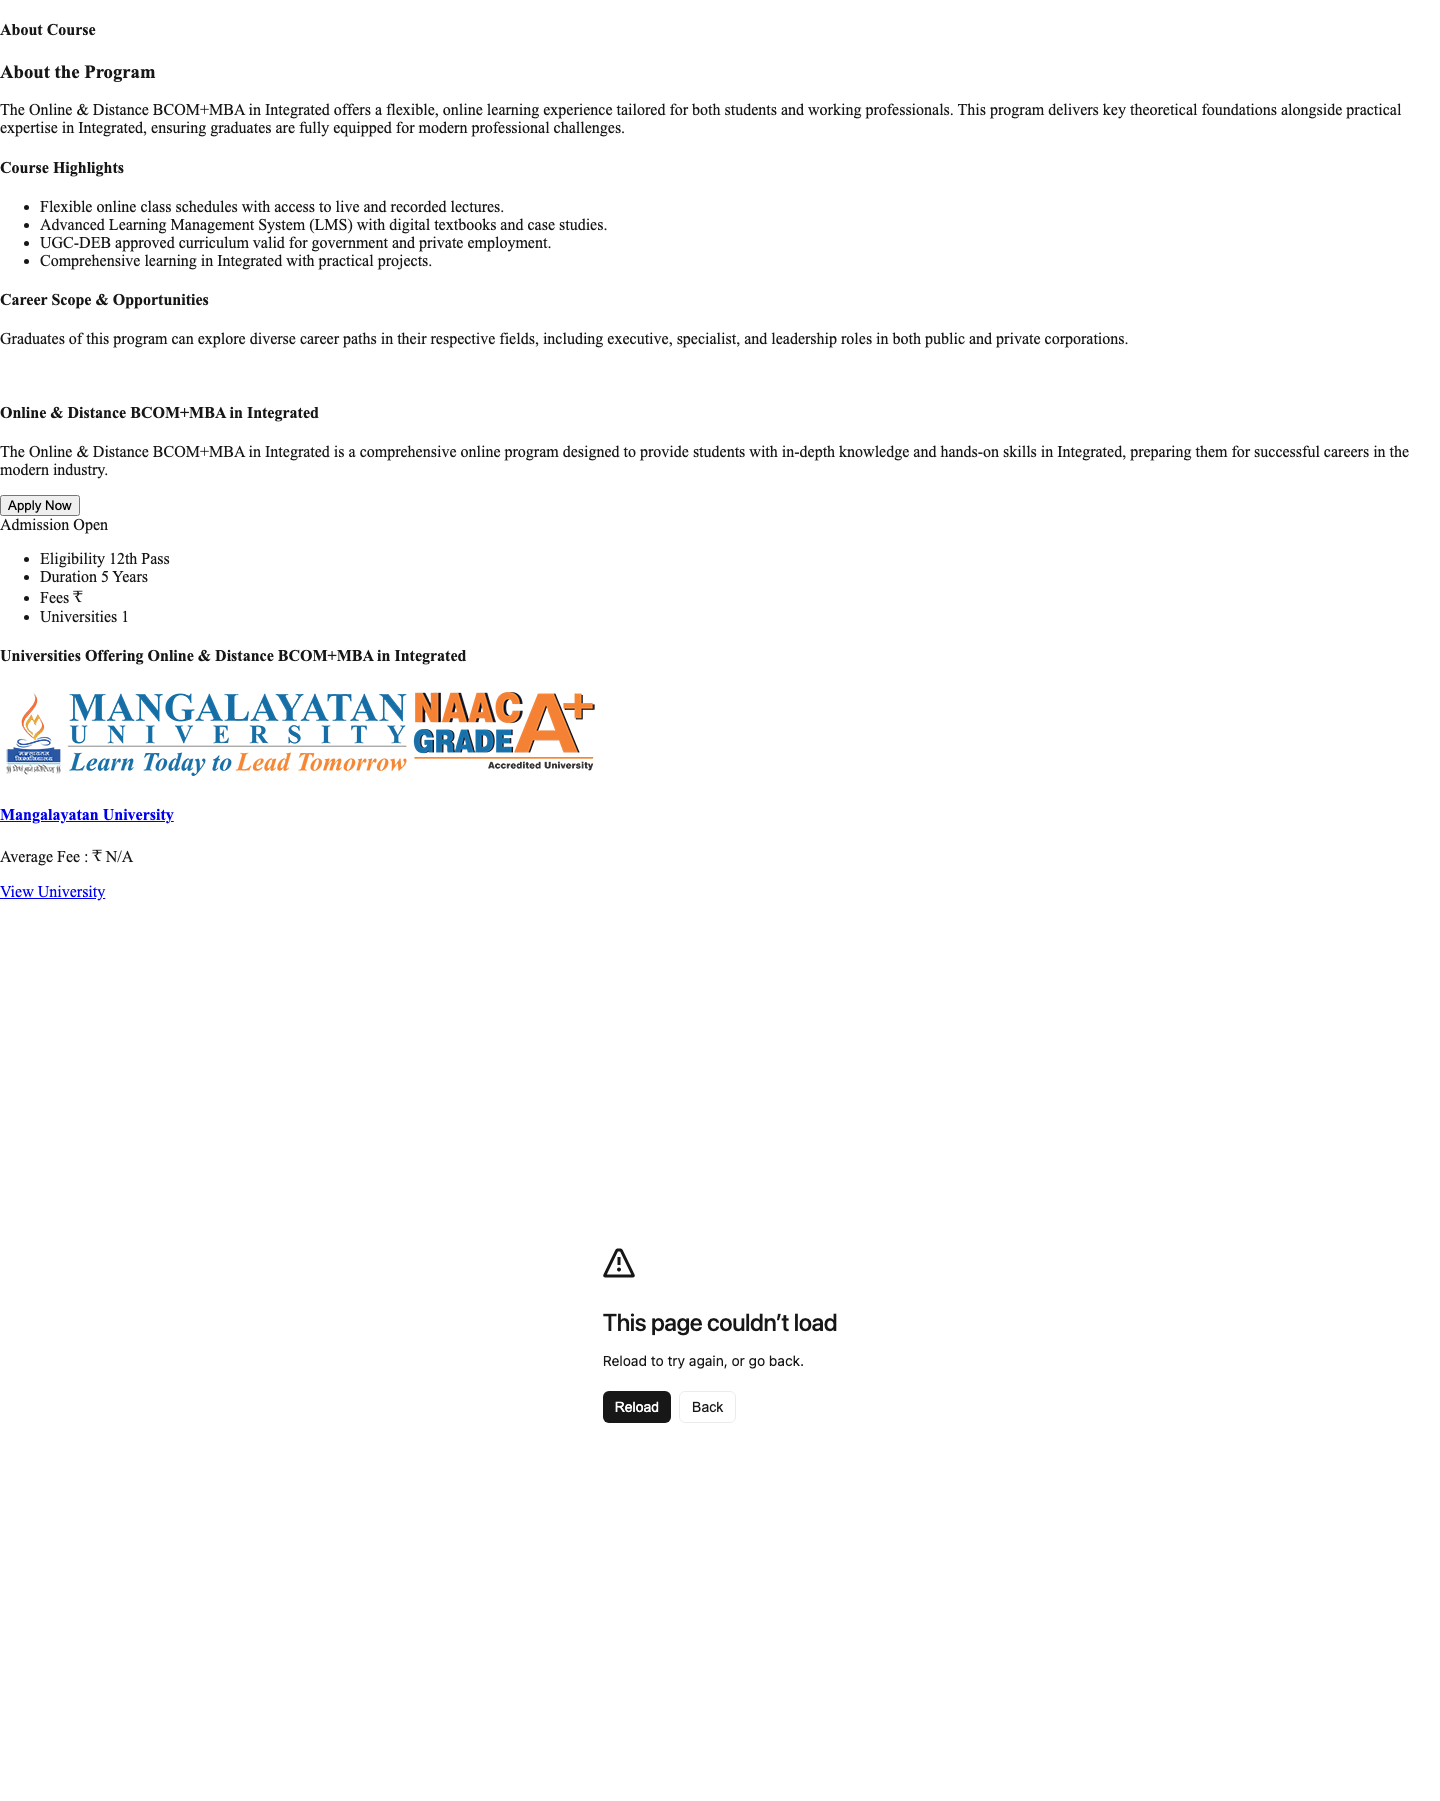 About Course
About the Program
The Online & Distance BCOM+MBA in Integrated offers a flexible, online learning experience tailored for both students and working professionals. This program delivers key theoretical foundations alongside practical
expertise in Integrated, ensuring graduates are fully equipped for modern professional challenges.
Course Highlights
Flexible online class schedules with access to live and recorded lectures.
Advanced Learning Management System (LMS) with digital textbooks and case studies.
UGC-DEB approved curriculum valid for government and private employment.
Comprehensive learning in Integrated with practical projects.
Career Scope & Opportunities
Graduates of this program can explore diverse career paths in their respective fields, including executive, specialist, and leadership roles in both public and private corporations.
Online & Distance BCOM+MBA in Integrated
The Online & Distance BCOM+MBA in Integrated is a comprehensive online program designed to provide students with in-depth knowledge and hands-on skills in Integrated, preparing them for successful careers in the
modern industry.
Apply Now
Admission Open
Eligibility 12th Pass
Duration 5 Years
Fees ₹
Universities 1
Universities Offering Online & Distance BCOM+MBA in Integrated
MANGALAYATAN
UNIVERSITY
Learn Today to Lead Tomorrow
NAAC
GRADE A+
Accredited University
Mangalayatan University
Average Fee : ₹ N/A
View University
This page couldn’t load
Reload to try again, or go back.
Reload
Back